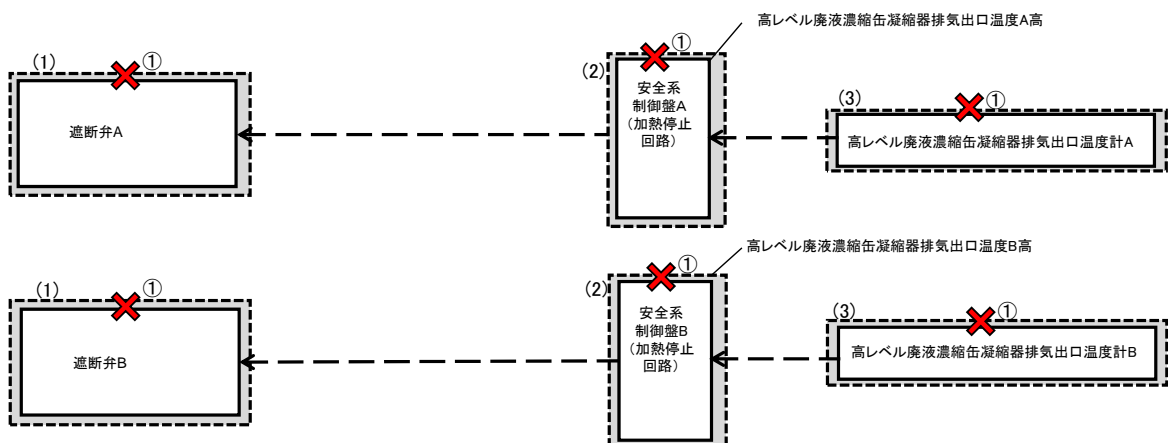 高レベル廃液濃縮缶凝縮器排気出口温度A高
(1)
①
遮断弁A
(2)
①
安全系
制御盤A
(加熱停止
回路)
(3)
①
高レベル廃液濃縮缶凝縮器排気出口温度計A
高レベル廃液濃縮缶凝縮器排気出口温度B高
(1)
①
遮断弁B
(2)
①
安全系
制御盤B
(加熱停止
回路)
(3)
①
高レベル廃液濃縮缶凝縮器排気出口温度計B